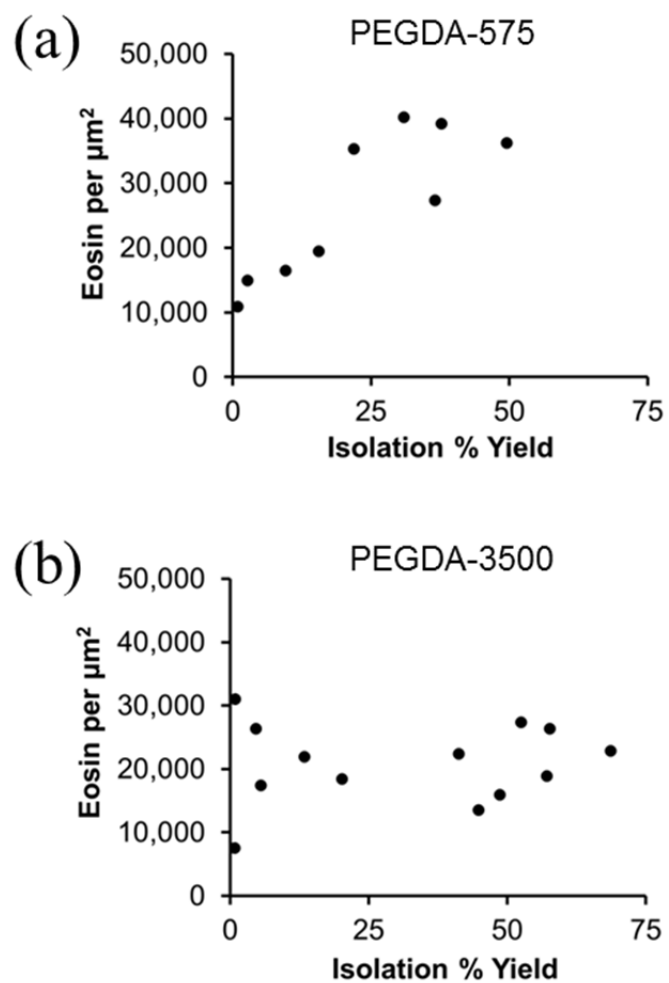 (a)
PEGDA-575
50,000
40,000
30,000
20,000
10,000
0
Eosin per µm²
0 25 50 75
Isolation % Yield
(b)
PEGDA-3500
50,000
40,000
30,000
20,000
10,000
0
Eosin per µm²
0 25 50 75
Isolation % Yield